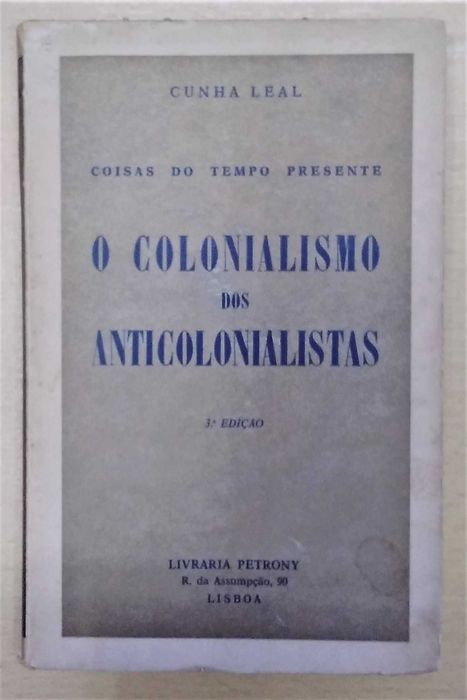 CUNHA LEAL
COISAS DO TEMPO PRESENTE
O COLONIALISMO
DOS
ANTICOLONIALISTAS
3.ª EDIÇÃO
LIVRARIA PETRONY
R. da Assumpção, 90
LISBOA